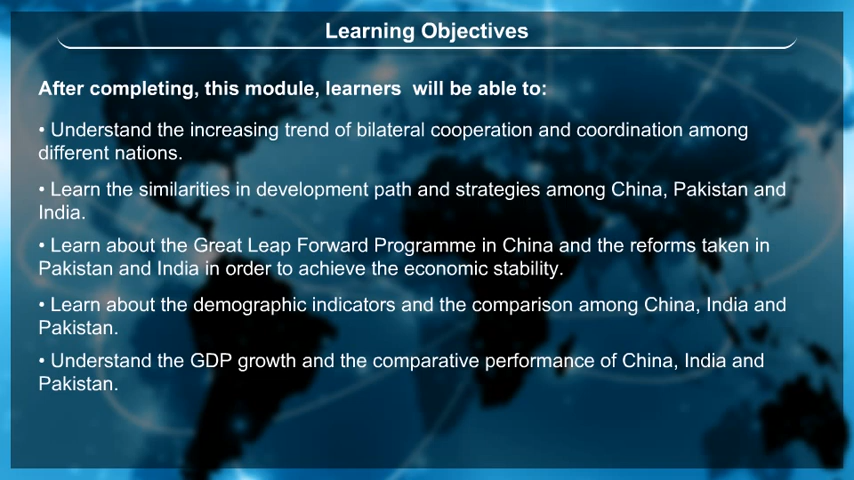 Learning Objectives
After completing, this module, learners  will be able to:
• Understand the increasing trend of bilateral cooperation and coordination among
different nations.
• Learn the similarities in development path and strategies among China, Pakistan and
India.
• Learn about the Great Leap Forward Programme in China and the reforms taken in
Pakistan and India in order to achieve the economic stability.
• Learn about the demographic indicators and the comparison among China, India and
Pakistan.
• Understand the GDP growth and the comparative performance of China, India and
Pakistan.